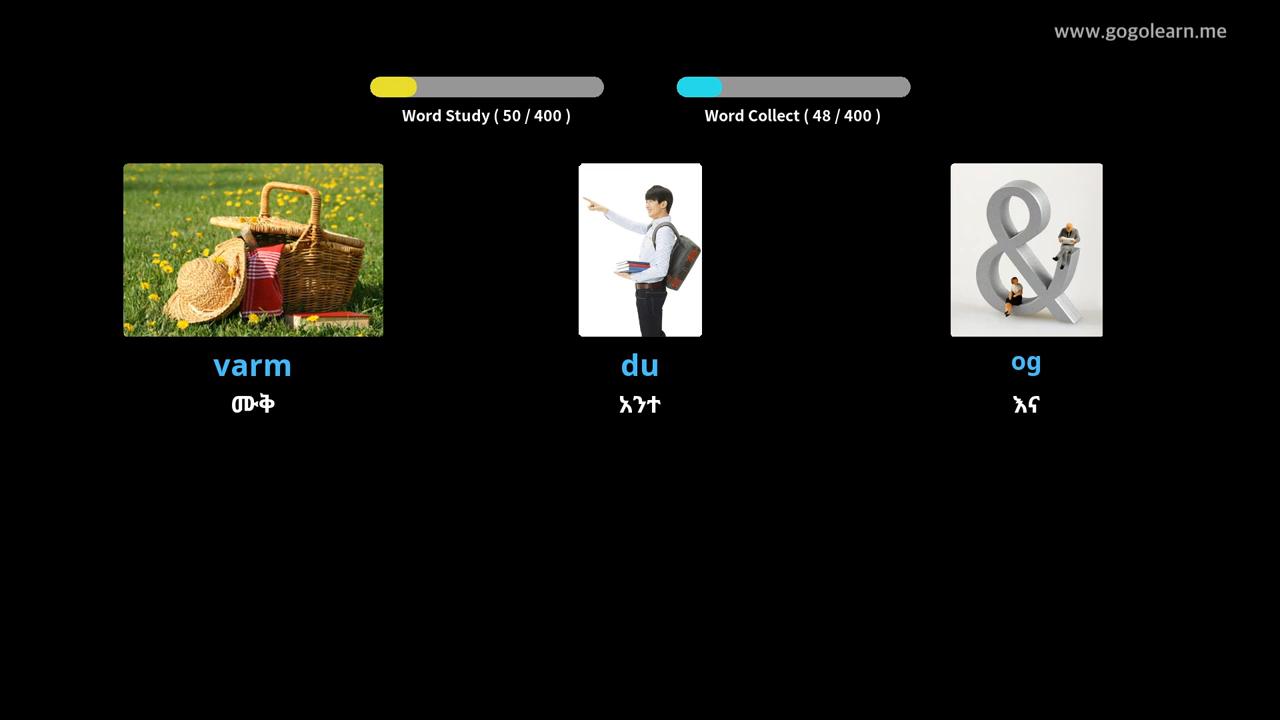 www.gogolearn.me
Word Study ( 50 / 400 )
Word Collect ( 48 / 400 )
varm
du
og
ሙቅ
አንተ
እና